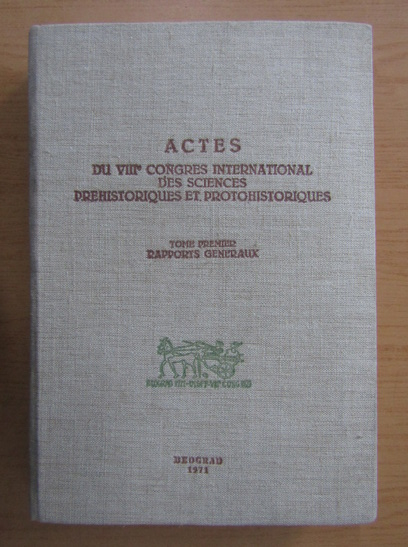 ACTES
DU VIIIᵉ CONGRES INTERNATIONAL
DES SCIENCES
PREHISTORIQUES ET PROTOHISTORIQUES
TOME PREMIER
RAPPORTS GENERAUX
BEOGRAD
1971